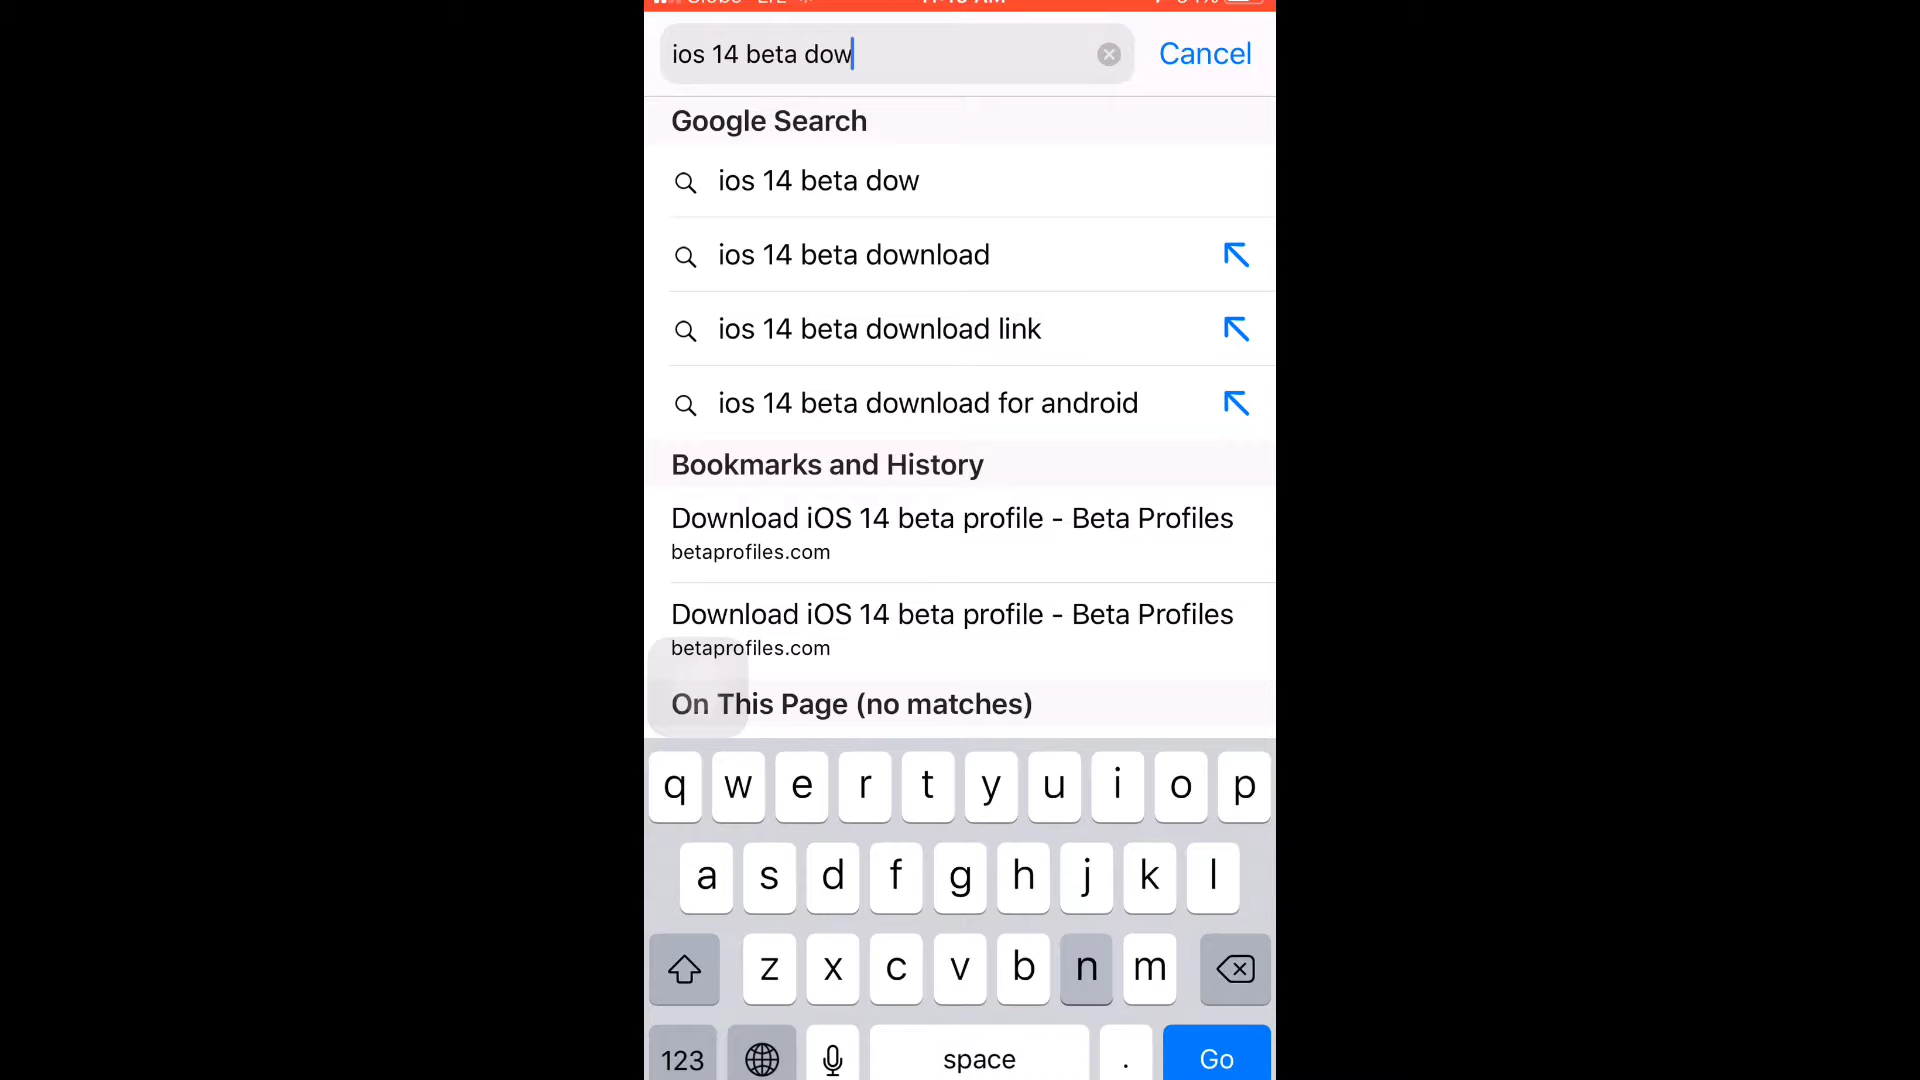 ios 14 beta dow
Cancel
Google Search
ios 14 beta dow
ios 14 beta download
ios 14 beta download link
ios 14 beta download for android
Bookmarks and History
Download iOS 14 beta profile - Beta Profiles
betaprofiles.com
Download iOS 14 beta profile - Beta Profiles
betaprofiles.com
On This Page (no matches)
q w e r t y u i o p
a s d f g h j k l
z x c v b n m
123 space . Go